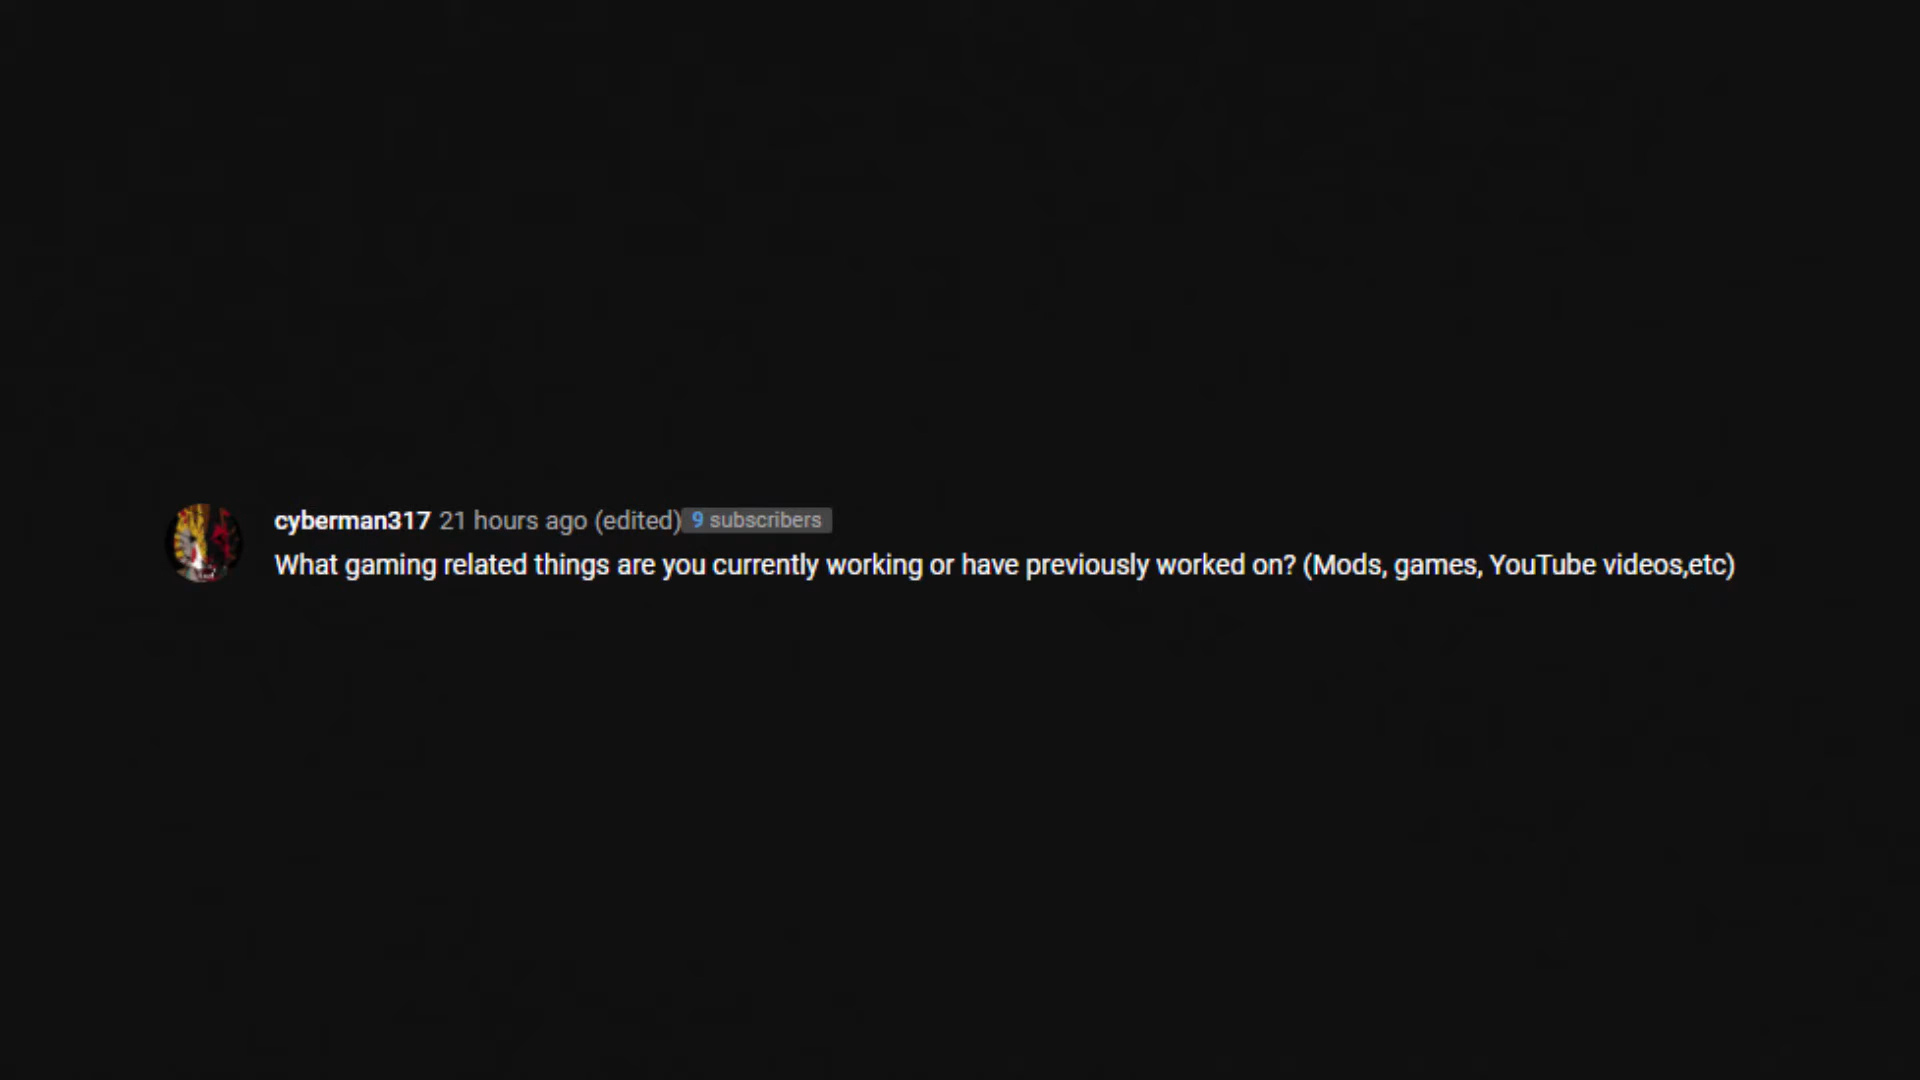 cyberman317 21 hours ago (edited) 9 subscribers
What gaming related things are you currently working or have previously worked on? (Mods, games, YouTube videos,etc)